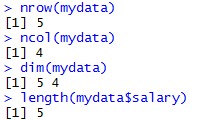 > nrow(mydata)
[1] 5
> ncol(mydata)
[1] 4
> dim(mydata)
[1] 5 4
> length(mydata$salary)
[1] 5